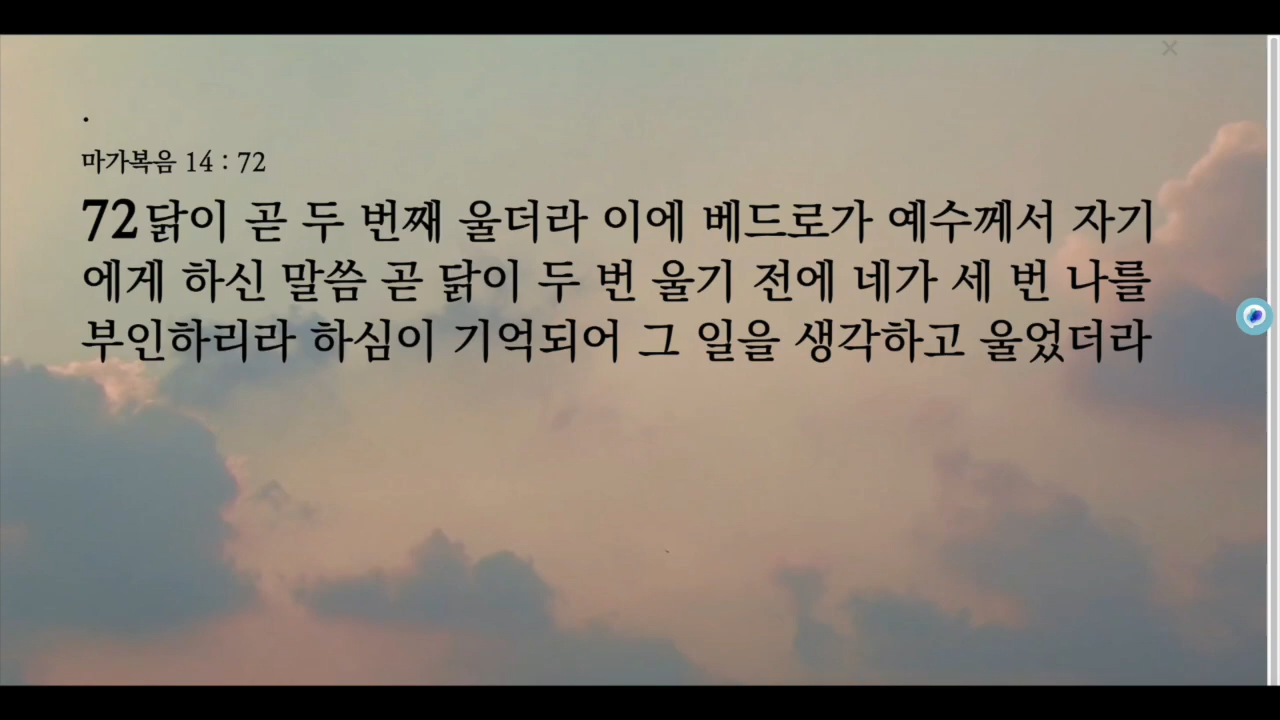 .
마가복음 14 : 72
72닭이 곧 두 번째 울더라 이에 베드로가 예수께서 자기
에게 하신 말씀 곧 닭이 두 번 울기 전에 네가 세 번 나를
부인하리라 하심이 기억되어 그 일을 생각하고 울었더라